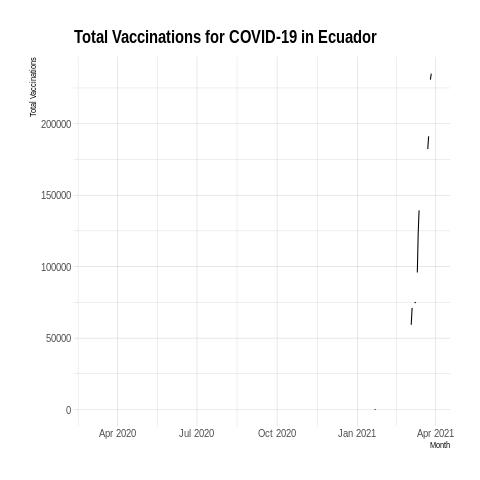 Total Vaccinations for COVID-19 in Ecuador
Total Vaccinations
200000
150000
100000
50000
0
Apr 2020 Jul 2020 Oct 2020 Jan 2021 Apr 2021
Month